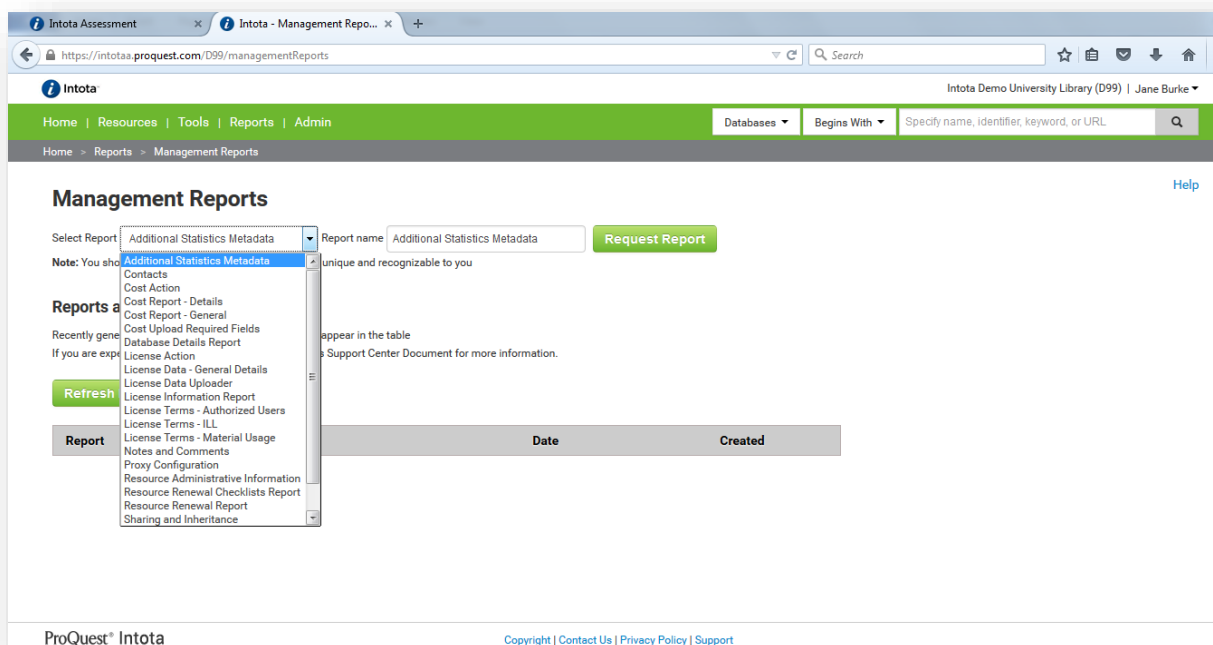 Intota Assessment
Intota - Management Repo...
https://intotaa.proquest.com/D99/managementReports
Search
Intota
Intota Demo University Library (D99) | Jane Burke
Home | Resources | Tools | Reports | Admin
Databases
Begins With
Specify name, identifier, keyword, or URL
Home > Reports > Management Reports
Help
Management Reports
Select Report Additional Statistics Metadata Report name Additional Statistics Metadata Request Report
Note: You sho
unique and recognizable to you
Additional Statistics Metadata
Contacts
Cost Action
Cost Report - Details
Cost Report - General
Cost Upload Required Fields
Database Details Report
License Action
License Data - General Details
License Data Uploader
License Information Report
License Terms - Authorized Users
License Terms - ILL
License Terms - Material Usage
Notes and Comments
Proxy Configuration
Resource Administrative Information
Resource Renewal Checklists Report
Resource Renewal Report
Sharing and Inheritance
Reports a
Recently gene
appear in the table
If you are expe
s Support Center Document for more information.
Refresh
Report Date Created
ProQuest® Intota
Copyright | Contact Us | Privacy Policy | Support